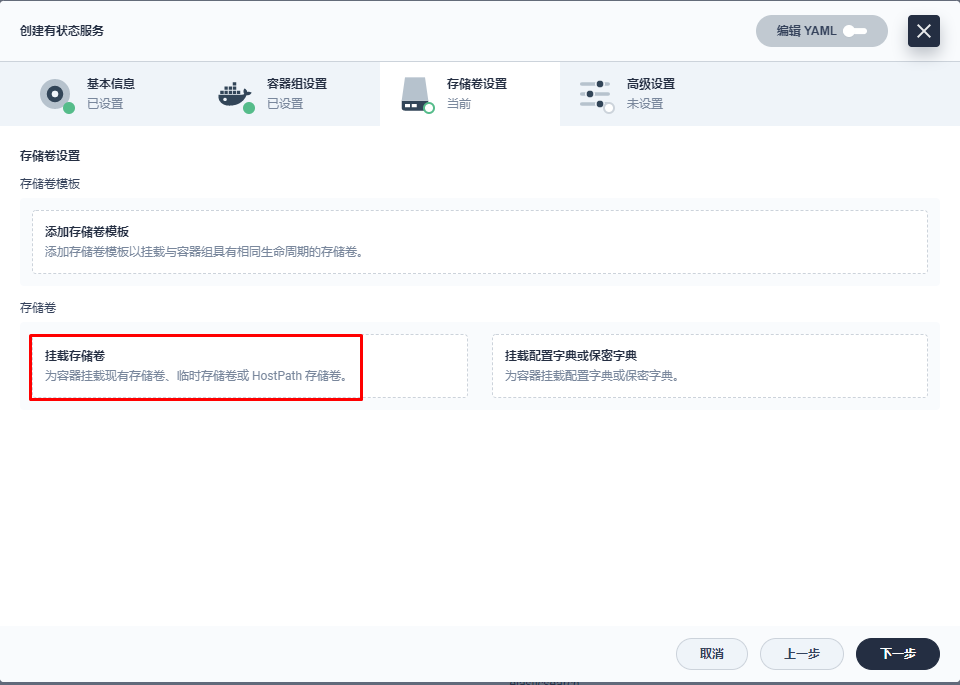 创建有状态服务
编辑 YAML
基本信息
已设置
容器组设置
已设置
存储卷设置
当前
高级设置
未设置
存储卷设置
存储卷模板
添加存储卷模板
添加存储卷模板以挂载与容器组具有相同生命周期的存储卷。
存储卷
挂载存储卷
为容器挂载现有存储卷、临时存储卷或 HostPath 存储卷。
挂载配置字典或保密字典
为容器挂载配置字典或保密字典。
取消
上一步
下一步